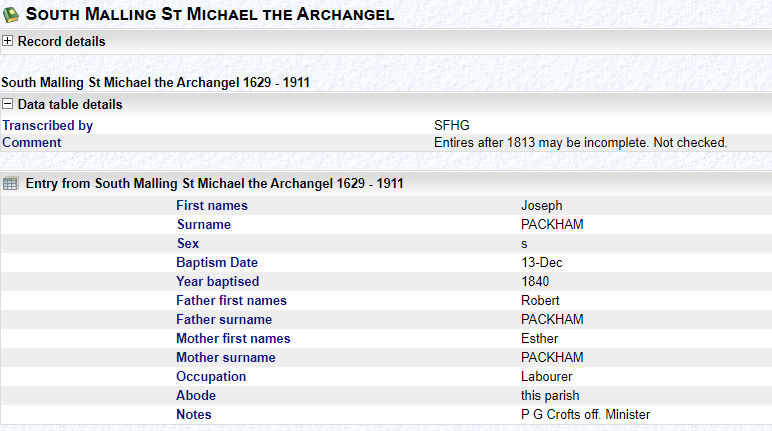 South Malling St Michael the Archangel
Record details
South Malling St Michael the Archangel 1629 - 1911
Data table details
Transcribed by SFHG
Comment Entires after 1813 may be incomplete. Not checked.
Entry from South Malling St Michael the Archangel 1629 - 1911
First names Joseph
Surname PACKHAM
Sex s
Baptism Date 13-Dec
Year baptised 1840
Father first names Robert
Father surname PACKHAM
Mother first names Esther
Mother surname PACKHAM
Occupation Labourer
Abode this parish
Notes P G Crofts off. Minister